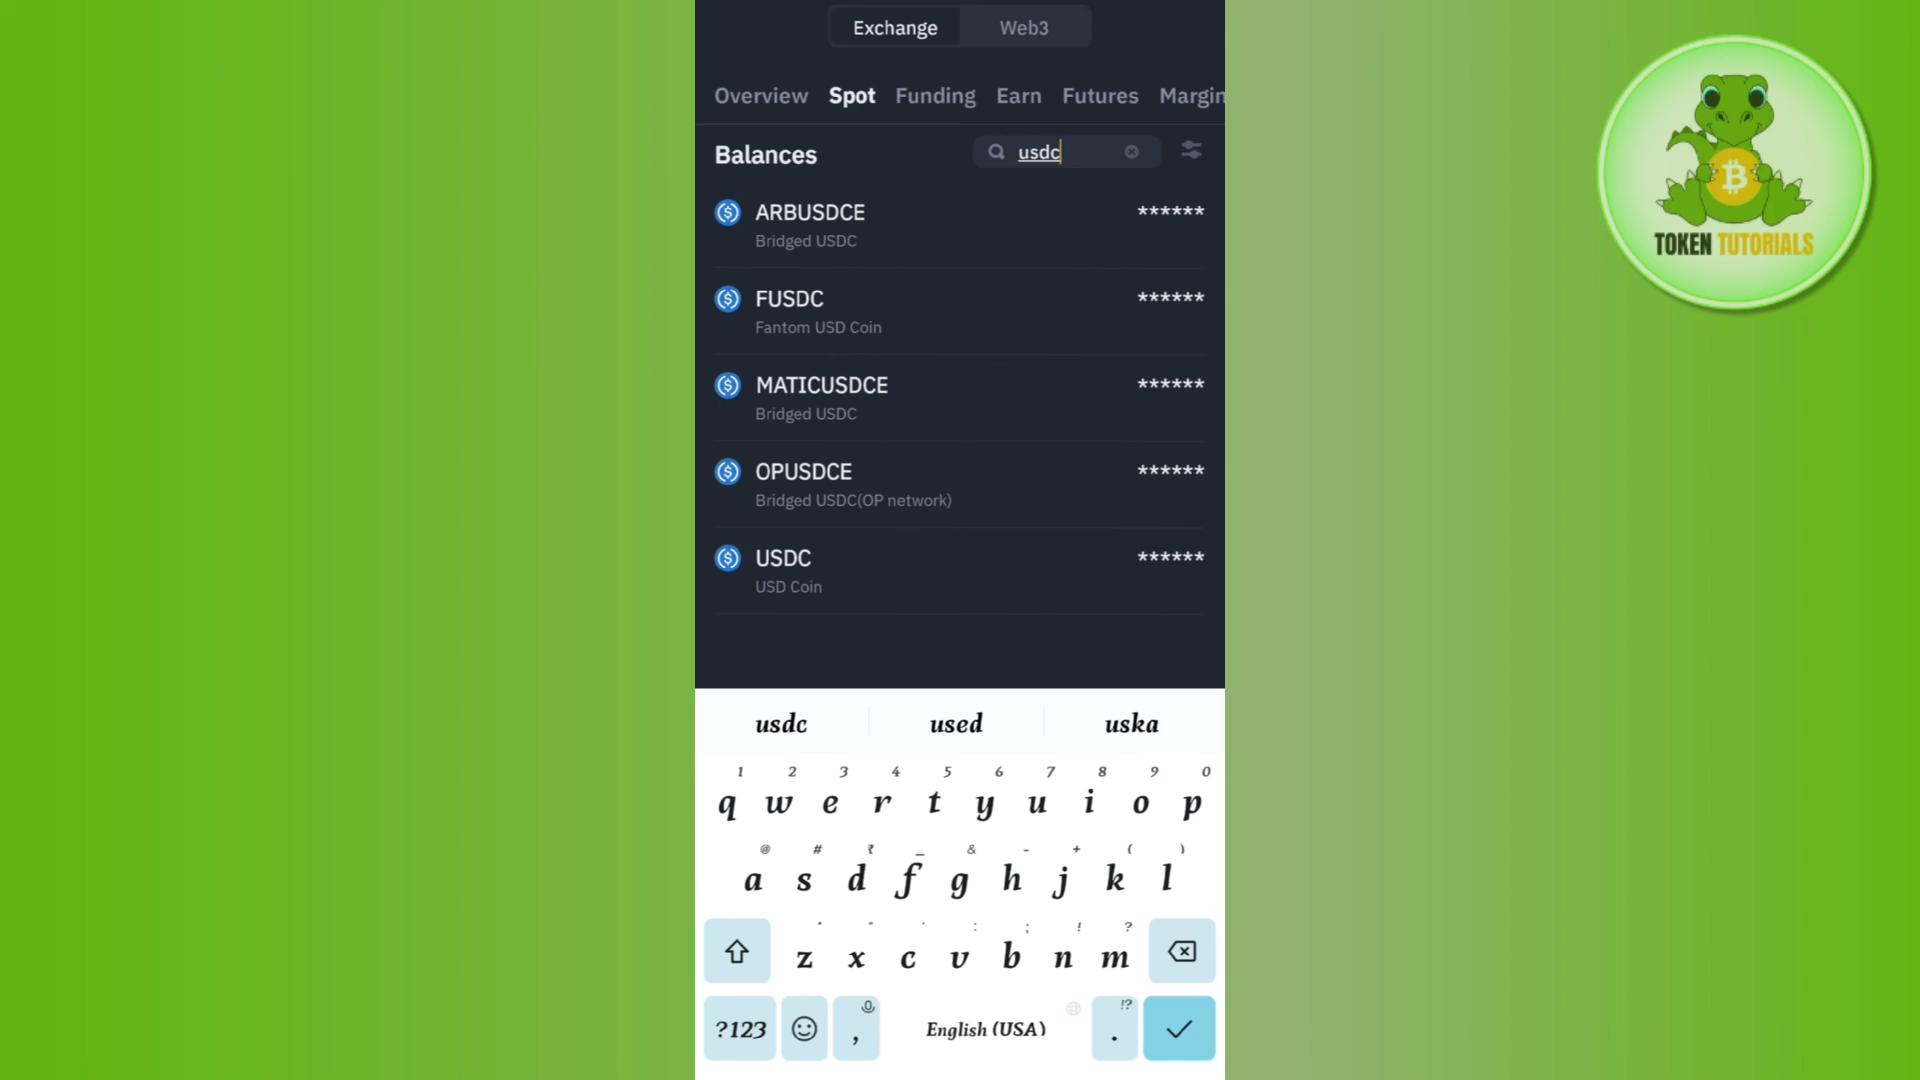 Exchange Web3
Overview Spot Funding Earn Futures Margin
Balances usdc
ARBUSDCE ******
Bridged USDC
FUSDC ******
Fantom USD Coin
MATICUSDCE ******
Bridged USDC
OPUSDCE ******
Bridged USDC(OP network)
USDC ******
USD Coin
TOKEN TUTORIALS
usdc used uska
1 2 3 4 5 6 7 8 9 0
q w e r t y u i o p
@ # ₹ _ & - + ( )
a s d f g h j k l
: ; ! ?
z x c v b n m
!?
?123 , English (USA) .